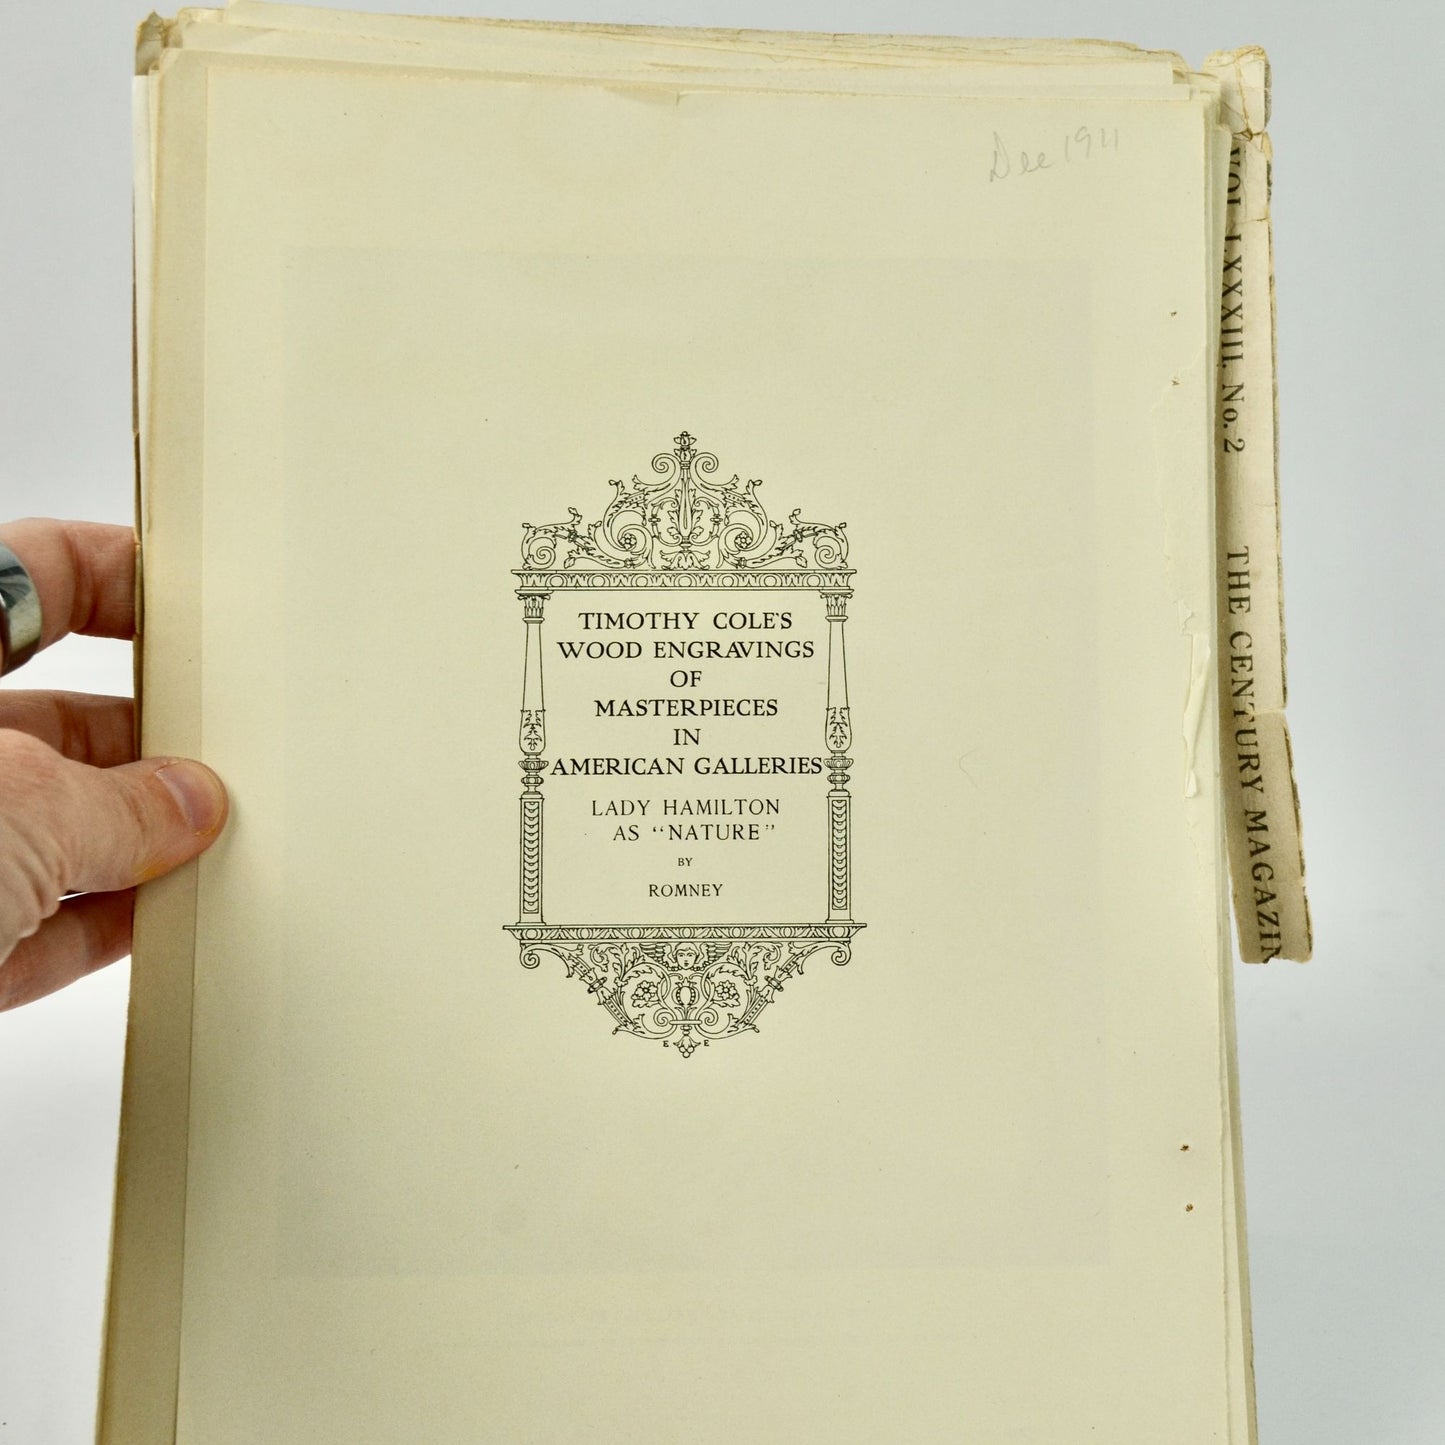 Dec 1911
TIMOTHY COLE'S
WOOD ENGRAVINGS
OF
MASTERPIECES
IN
AMERICAN GALLERIES
LADY HAMILTON
AS "NATURE"
BY
ROMNEY
E E
VOL. LXXXIII, No. 2 THE CENTURY MAGAZIN